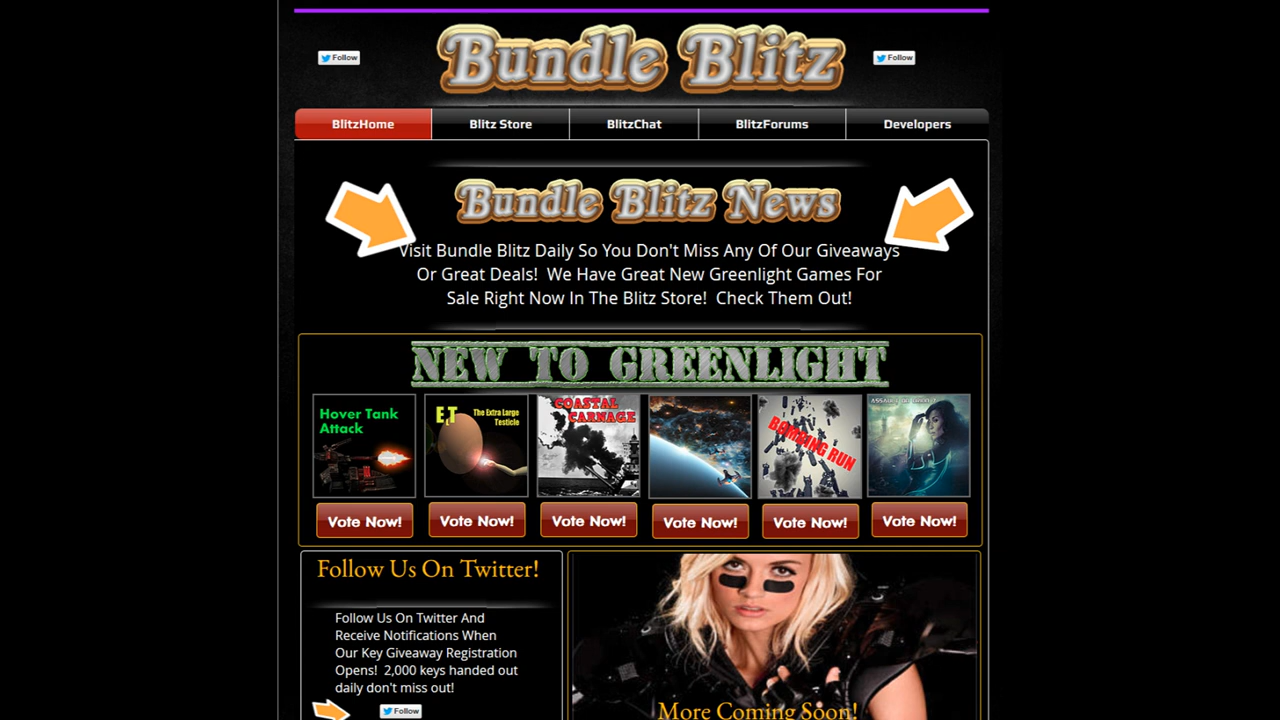 Bundle Blitz
Follow
Follow
BlitzHome
Blitz Store
BlitzChat
BlitzForums
Developers
Bundle Blitz News
Visit Bundle Blitz Daily So You Don't Miss Any Of Our Giveaways
Or Great Deals!  We Have Great New Greenlight Games For
Sale Right Now In The Blitz Store!  Check Them Out!
NEW TO GREENLIGHT
Hover Tank
Attack
E.T
The Extra Large
Testicle
COASTAL
CARNAGE
BOMBING RUN
Vote Now!
Vote Now!
Vote Now!
Vote Now!
Vote Now!
Vote Now!
Follow Us On Twitter!
Follow Us On Twitter And
Receive Notifications When
Our Key Giveaway Registration
Opens!  2,000 keys handed out
daily don't miss out!
Follow
More Coming Soon!